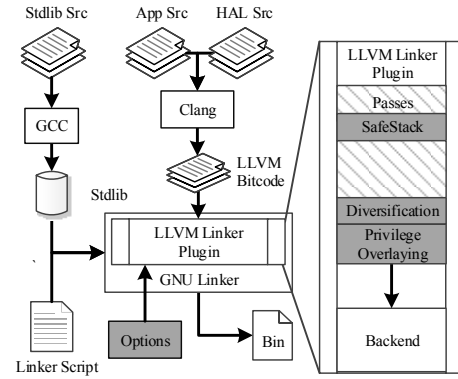 Stdlib Src
App Src
HAL Src
GCC
Clang
LLVM
Bitcode
Stdlib
LLVM Linker
Plugin
GNU Linker
`
Linker Script
Options
Bin
LLVM Linker
Plugin
Passes
SafeStack
Diversification
Privilege
Overlaying
Backend